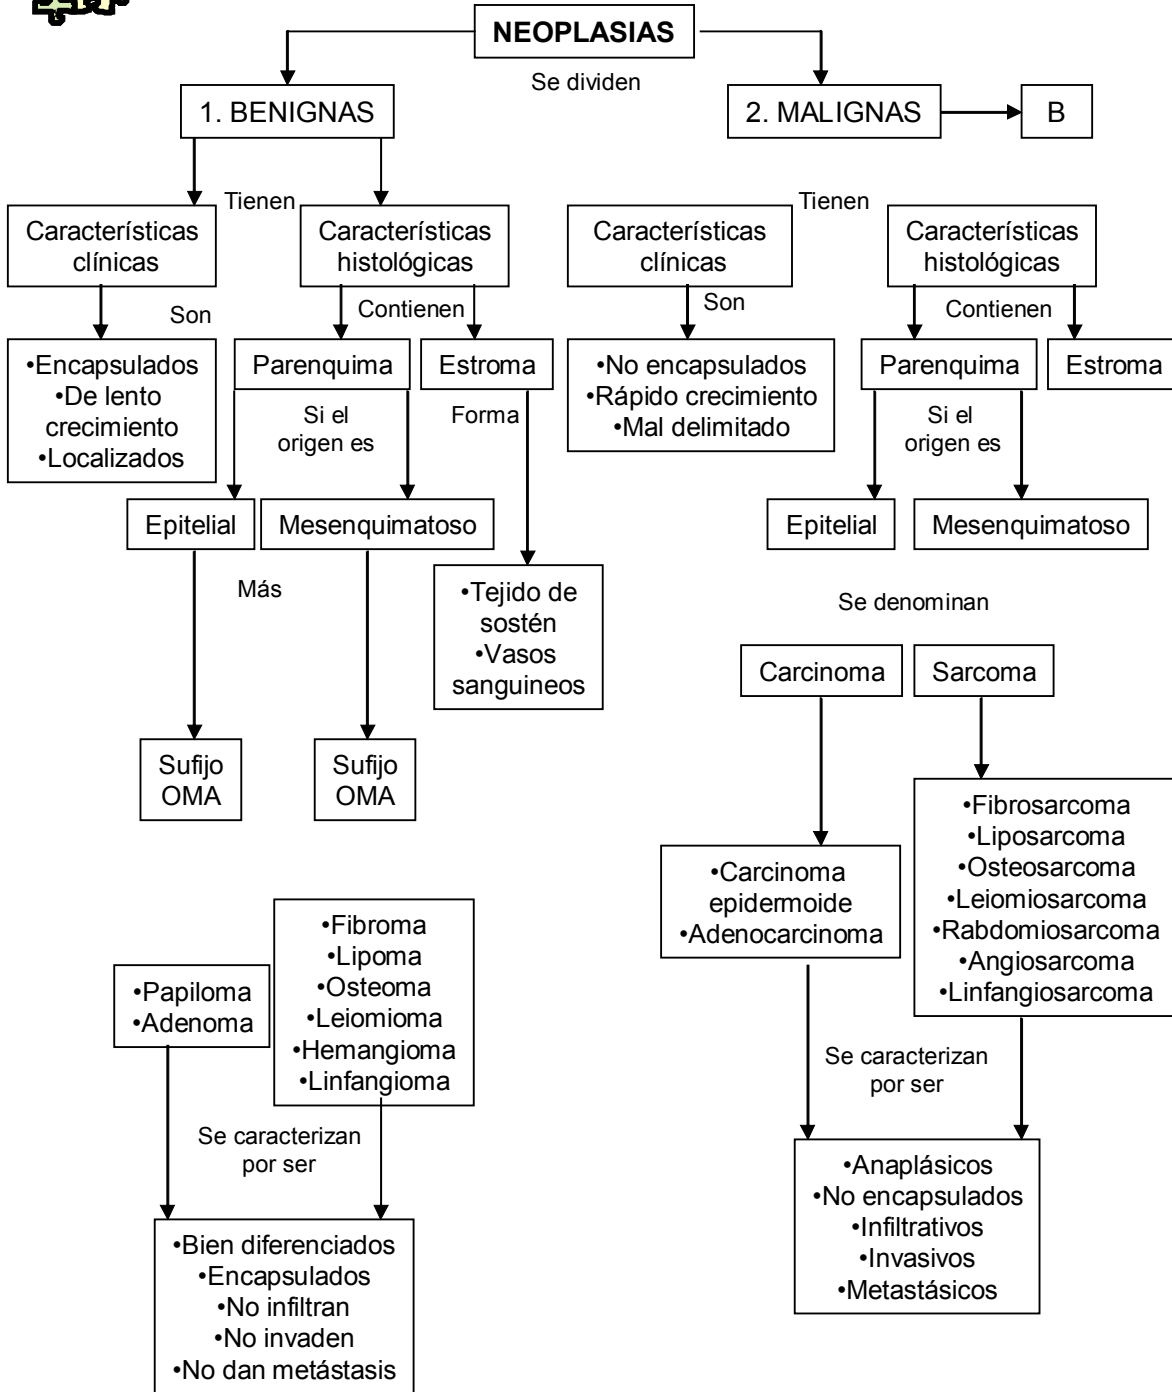 NEOPLASIAS
Se dividen
1. BENIGNAS
2. MALIGNAS
B
Tienen
Características
clínicas
Características
histológicas
Son
Contienen
•Encapsulados
•De lento
crecimiento
•Localizados
Parenquima
Estroma
Si el
origen es
Forma
Epitelial
Mesenquimatoso
Más
•Tejido de
sostén
•Vasos
sanguineos
Sufijo
OMA
Sufijo
OMA
•Papiloma
•Adenoma
•Fibroma
•Lipoma
•Osteoma
•Leiomioma
•Hemangioma
•Linfangioma
Se caracterizan
por ser
•Bien diferenciados
•Encapsulados
•No infiltran
•No invaden
•No dan metástasis
Tienen
Características
clínicas
Características
histológicas
Son
Contienen
•No encapsulados
•Rápido crecimiento
•Mal delimitado
Parenquima
Estroma
Si el
origen es
Epitelial
Mesenquimatoso
Se denominan
Carcinoma
Sarcoma
•Carcinoma
epidermoide
•Adenocarcinoma
•Fibrosarcoma
•Liposarcoma
•Osteosarcoma
•Leiomiosarcoma
•Rabdomiosarcoma
•Angiosarcoma
•Linfangiosarcoma
Se caracterizan
por ser
•Anaplásicos
•No encapsulados
•Infiltrativos
•Invasivos
•Metastásicos